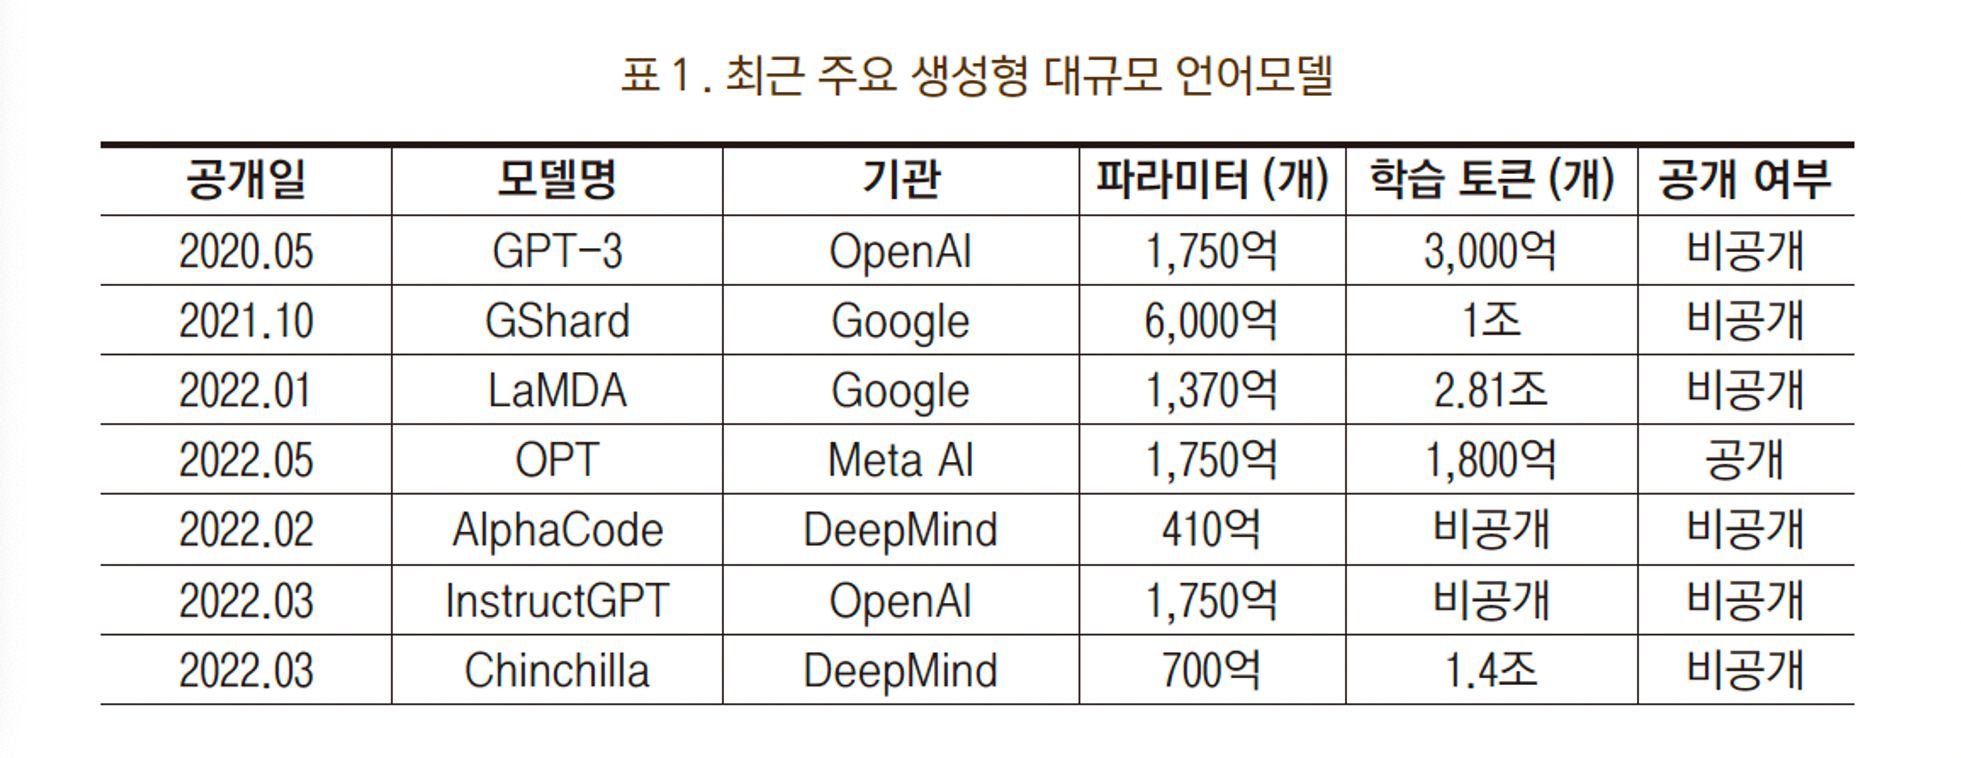 표 1. 최근 주요 생성형 대규모 언어모델
공개일 모델명 기관 파라미터 (개) 학습 토큰 (개) 공개 여부
2020.05 GPT-3 OpenAI 1,750억 3,000억 비공개
2021.10 GShard Google 6,000억 1조 비공개
2022.01 LaMDA Google 1,370억 2.81조 비공개
2022.05 OPT Meta AI 1,750억 1,800억 공개
2022.02 AlphaCode DeepMind 410억 비공개 비공개
2022.03 InstructGPT OpenAI 1,750억 비공개 비공개
2022.03 Chinchilla DeepMind 700억 1.4조 비공개